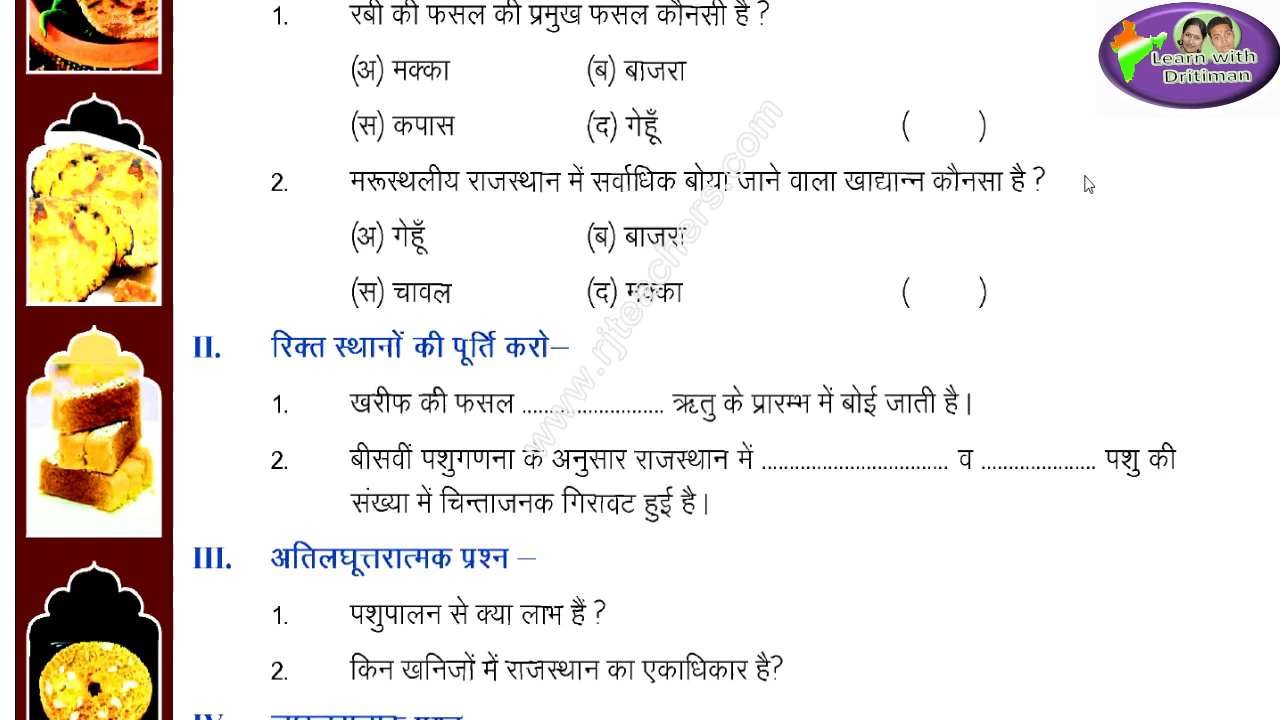 1. रबी की फसल की प्रमुख फसल कौनसी है ?
(अ) मक्का (ब) बाजरा
(स) कपास (द) गेहूँ ( )
2. मरूस्थलीय राजस्थान में सर्वाधिक बोया जाने वाला खाद्यान्न कौनसा है ?
(अ) गेहूँ (ब) बाजरा
(स) चावल (द) मक्का ( )
II. रिक्त स्थानों की पूर्ति करो–
1. खरीफ की फसल .......................... ऋतु के प्रारम्भ में बोई जाती है।
2. बीसवीं पशुगणना के अनुसार राजस्थान में .................................. व ..................... पशु की
संख्या में चिन्ताजनक गिरावट हुई है।
III. अतिलघूत्तरात्मक प्रश्न –
1. पशुपालन से क्या लाभ हैं ?
2. किन खनिजों में राजस्थान का एकाधिकार है?
IV.
Learn with
Dritiman
www.rjteachers.com